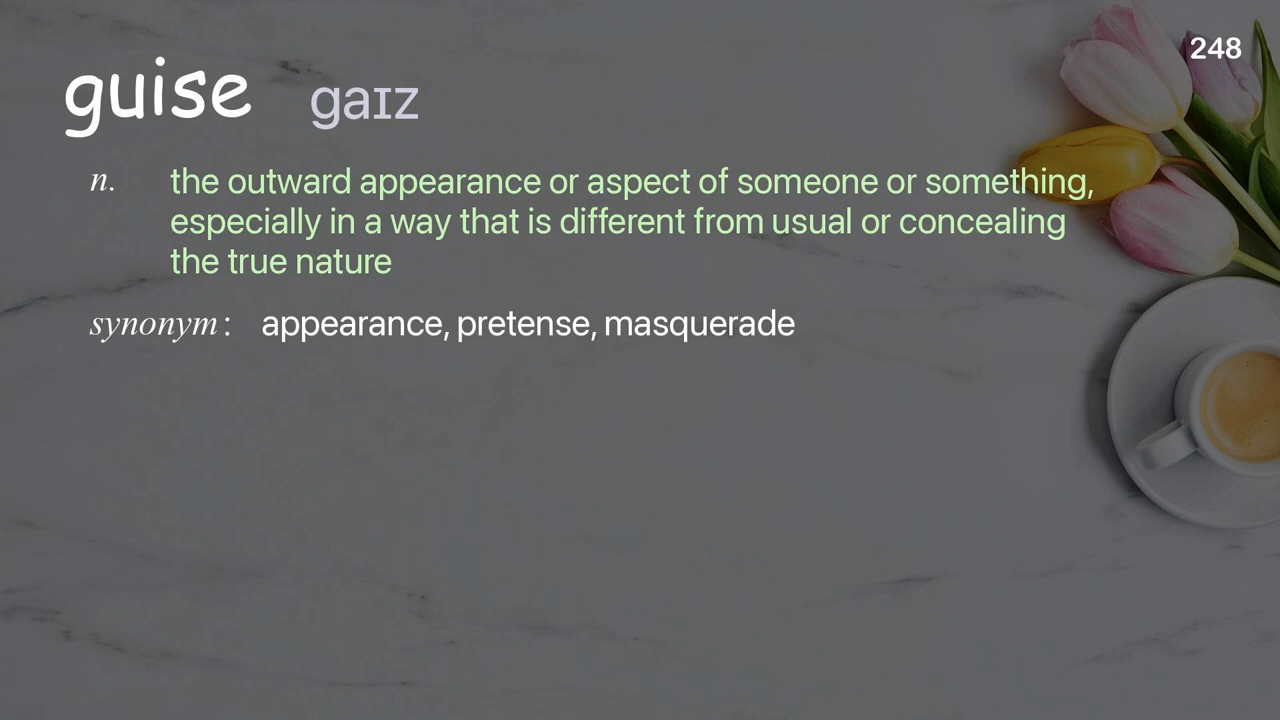 248
guise gaɪz
n. the outward appearance or aspect of someone or something,
especially in a way that is different from usual or concealing
the true nature
synonym: appearance, pretense, masquerade